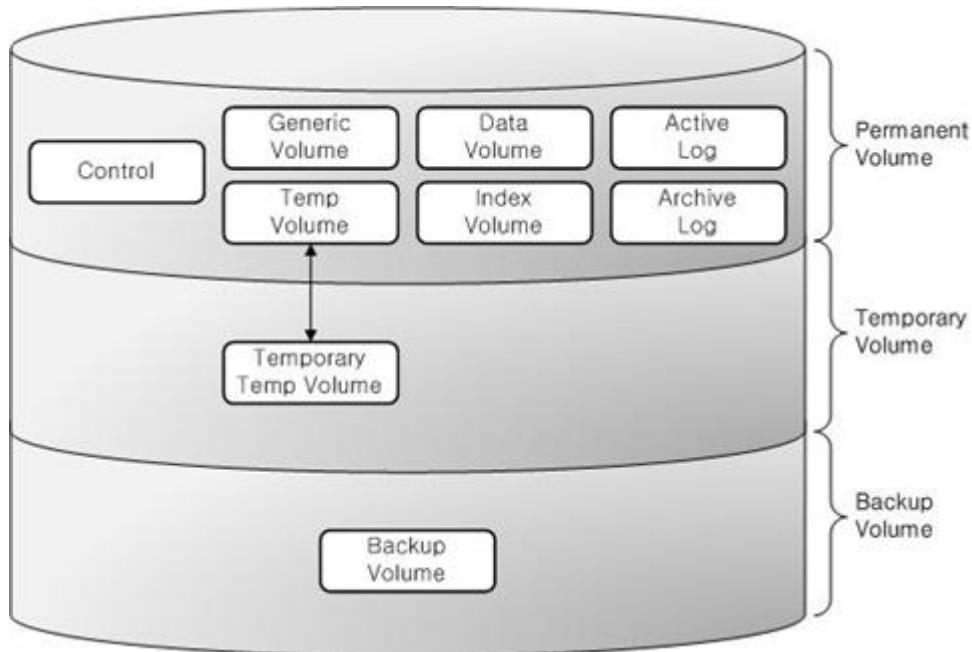 Generic
Volume
Data
Volume
Active
Log
Permanent
Volume
Control
Temp
Volume
Index
Volume
Archive
Log
Temporary
Temp Volume
Temporary
Volume
Backup
Volume
Backup
Volume